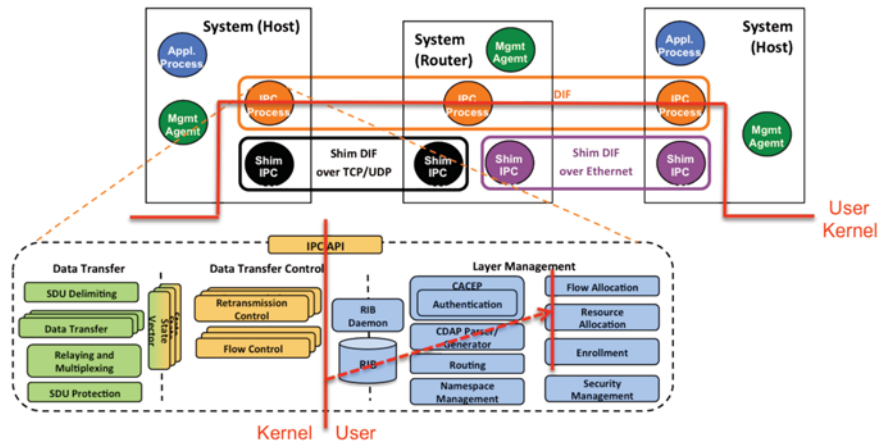 System (Host)
Appl.
Process
Mgmt
Agemt
IPC
Process
Shim
IPC
Shim DIF
over TCP/UDP
System
(Router)
Mgmt
Agemt
IPC
Process
DIF
Shim
IPC
Shim
IPC
Shim DIF
over Ethernet
Appl.
Process
System
(Host)
IPC
Process
Mgmt
Agemt
Shim
IPC
User
Kernel
IPC API
Data Transfer
SDU Delimiting
Data Transfer
Relaying and
Multiplexing
SDU Protection
State
Vector
Data Transfer Control
Retransmission
Control
Flow Control
RIB
Daemon
RIB
Layer Management
CACEP
Authentication
CDAP Parser/
Generator
Routing
Namespace
Management
Flow Allocation
Resource
Allocation
Enrollment
Security
Management
Kernel
User